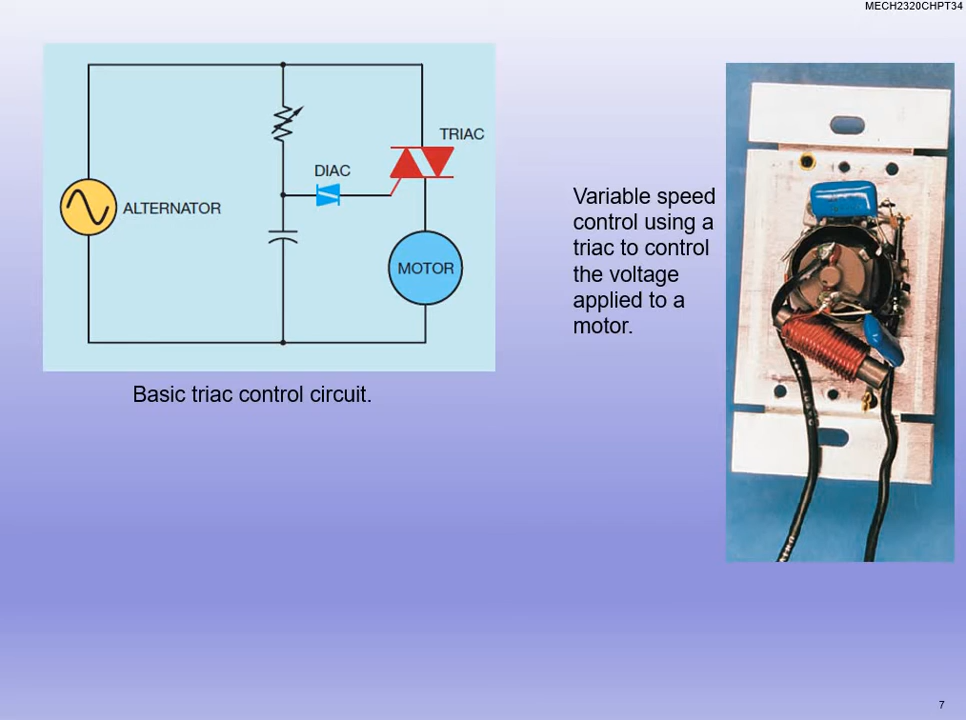 MECH2320CHPT34
TRIAC
DIAC
ALTERNATOR
MOTOR
Basic triac control circuit.
Variable speed
control using a
triac to control
the voltage
applied to a
motor.
7